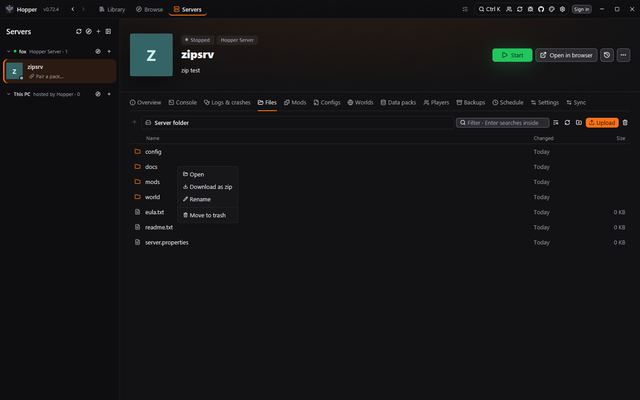 Hopper v0.72.4 Library Browse Servers Ctrl K Sign in
Servers
fox Hopper Server · 1
Z zipsrv
Pair a pack...
This PC hosted by Hopper · 0
Z
Stopped Hopper Server
zipsrv
zip test
Start Open in browser
Overview Console Logs & crashes Files Mods Configs Worlds Data packs Players Backups Schedule Settings Sync
Server folder Filter · Enter searches inside Upload
Name Changed Size
config Today
docs Today
mods Today
world Today
eula.txt Today 0 KB
readme.txt Today 0 KB
server.properties Today 0 KB
Open
Download as zip
Rename
Move to trash